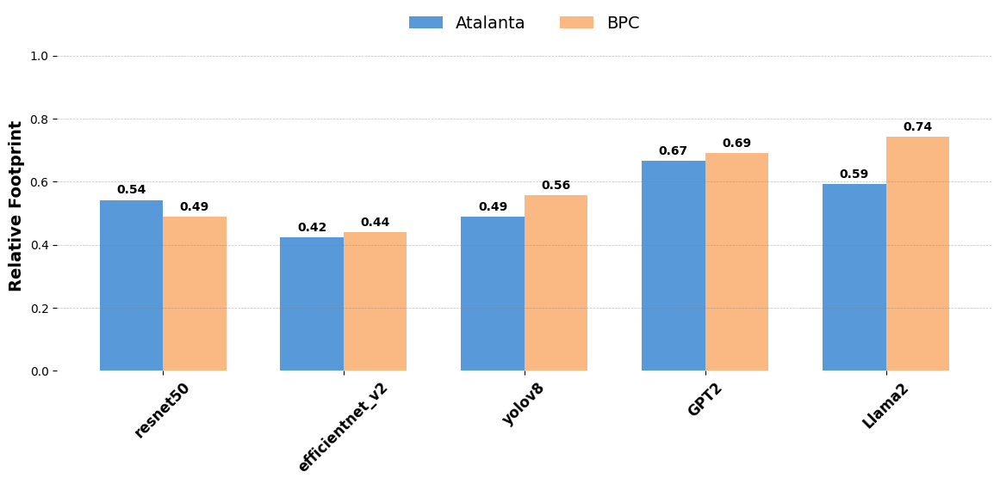 Atalanta BPC
Relative Footprint
1.0
0.8
0.6
0.4
0.2
0.0
0.54 0.49 0.42 0.44 0.49 0.56 0.67 0.69 0.59 0.74
resnet50 efficientnet_v2 yolov8 GPT2 Llama2